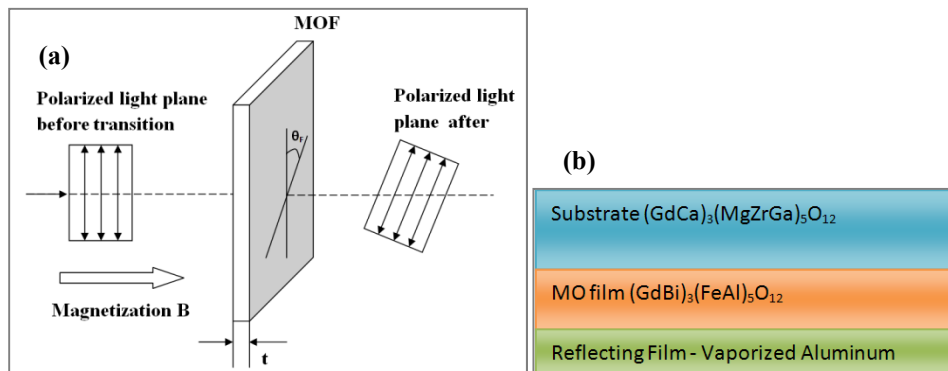 MOF
(a)
Polarized light plane
before transition
Polarized light
plane after
θF
Magnetization B
t
(b)
Substrate (GdCa)₃(MgZrGa)₅O₁₂
MO film (GdBi)₃(FeAl)₅O₁₂
Reflecting Film - Vaporized Aluminum